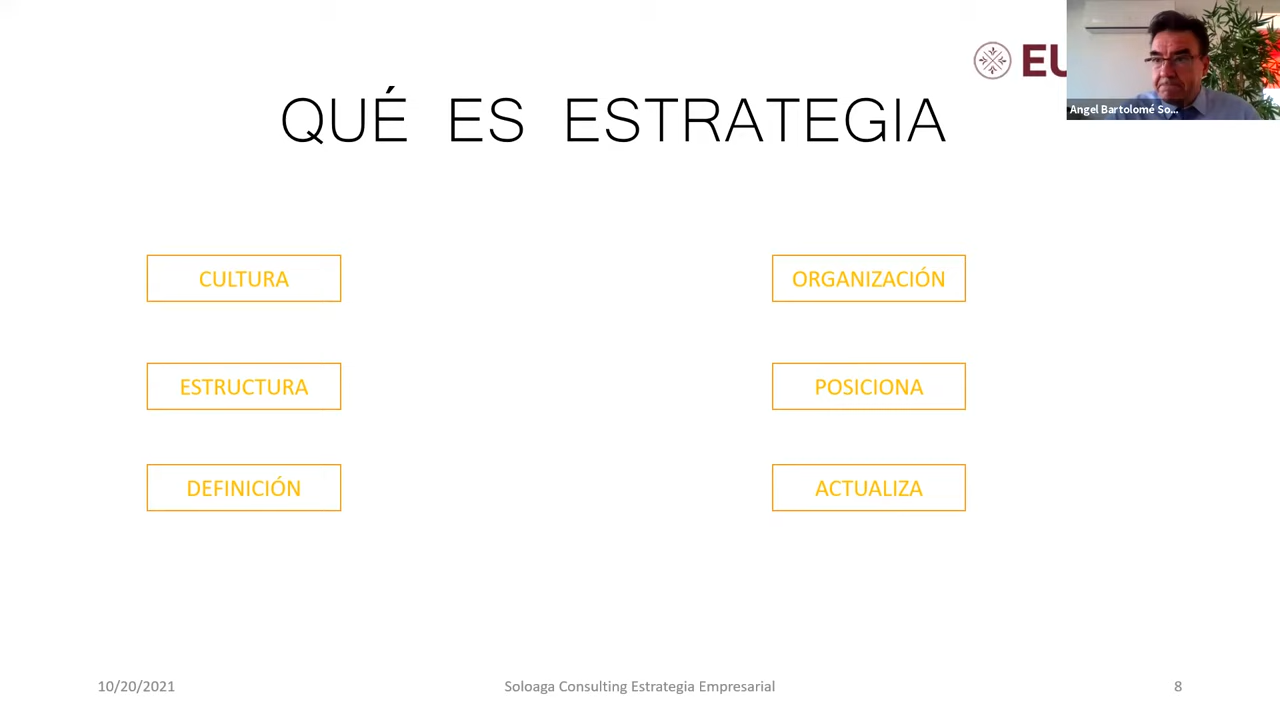 EU
Angel Bartolomé So...
QUÉ ES ESTRATEGIA
CULTURA
ORGANIZACIÓN
ESTRUCTURA
POSICIONA
DEFINICIÓN
ACTUALIZA
10/20/2021
Soloaga Consulting Estrategia Empresarial
8